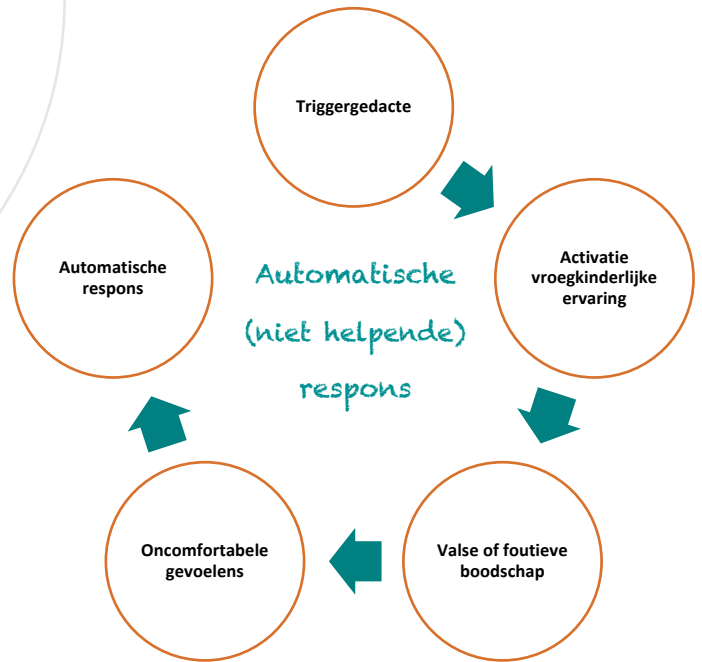 Triggergedacte
Activatie
vroegkinderlijke
ervaring
Valse of foutieve
boodschap
Oncomfortabele
gevoelens
Automatische
respons
Automatische
(niet helpende)
respons